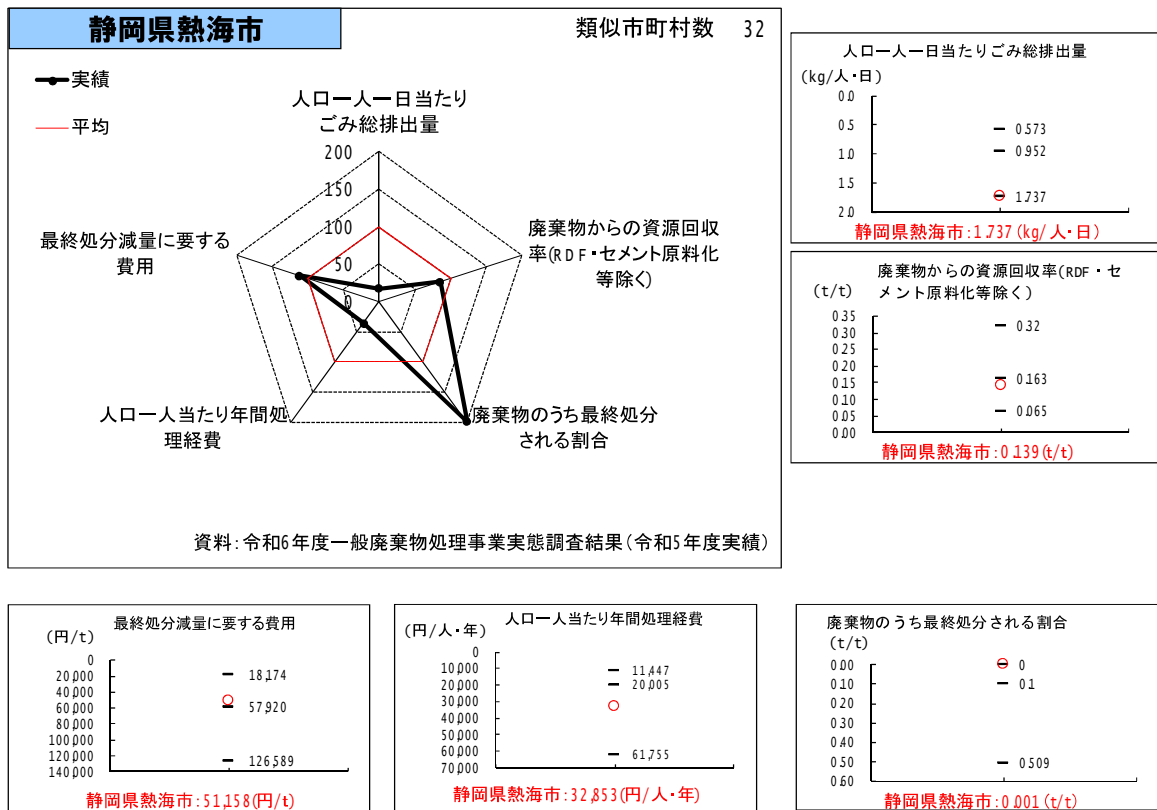 静岡県熱海市
類似市町村数 32
実績
平均
人口一人一日当たり
ごみ総排出量
200
150
100
50
0
廃棄物からの資源回収
率(RDF・セメント原料化
等除く)
最終処分減量に要する
費用
人口一人当たり年間処
理経費
廃棄物のうち最終処分
される割合
資料:令和6年度一般廃棄物処理事業実態調査結果(令和5年度実績)
人口一人一日当たりごみ総排出量
(kg/人・日)
0.0
0.5
1.0
1.5
2.0
0.573
0.952
1.737
静岡県熱海市:1.737(kg/人・日)
廃棄物からの資源回収率(RDF・セ
メント原料化等除く)
(t/t)
0.35
0.30
0.25
0.20
0.15
0.10
0.05
0.00
0.32
0.163
0.065
静岡県熱海市:0.139(t/t)
最終処分減量に要する費用
(円/t)
0
20,000
40,000
60,000
80,000
100,000
120,000
140,000
18,174
57,920
126,589
静岡県熱海市:51,158(円/t)
人口一人当たり年間処理経費
(円/人・年)
0
10,000
20,000
30,000
40,000
50,000
60,000
70,000
11,447
20,005
61,755
静岡県熱海市:32,853(円/人・年)
廃棄物のうち最終処分される割合
(t/t)
0.00
0.10
0.20
0.30
0.40
0.50
0.60
0
0.1
0.509
静岡県熱海市:0.001(t/t)